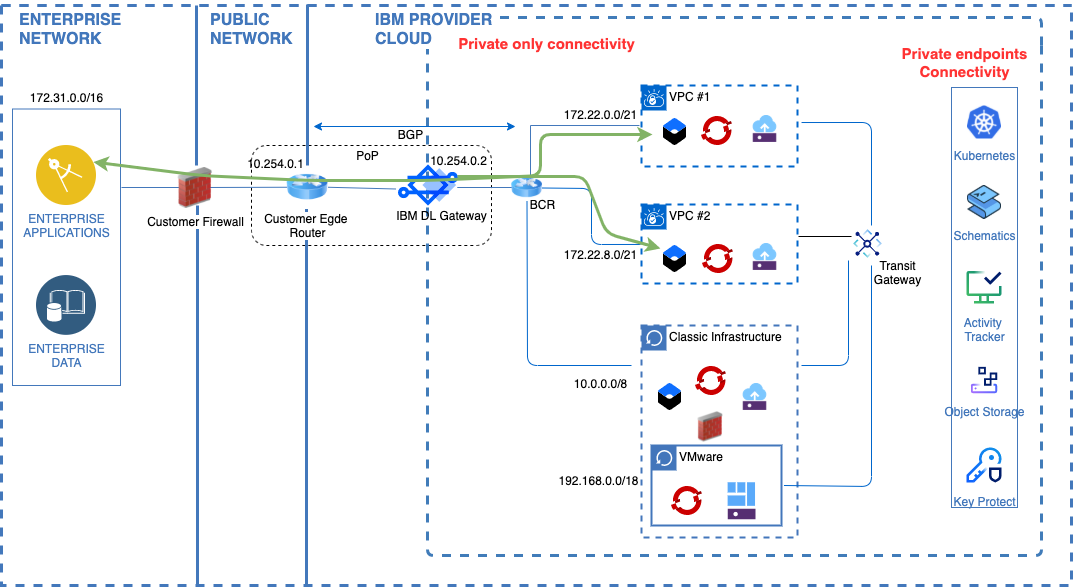 ENTERPRISE
NETWORK
PUBLIC
NETWORK
IBM PROVIDER
CLOUD
Private only connectivity
Private endpoints
Connectivity
172.31.0.0/16
ENTERPRISE
APPLICATIONS
ENTERPRISE
DATA
Customer Firewall
BGP
PoP
10.254.0.1
10.254.0.2
Customer Egde
Router
IBM DL Gateway
BCR
172.22.0.0/21
VPC #1
VPC #2
172.22.8.0/21
Classic Infrastructure
10.0.0.0/8
VMware
192.168.0.0/18
Transit
Gateway
Kubernetes
Schematics
Activity
Tracker
Object Storage
Key Protect